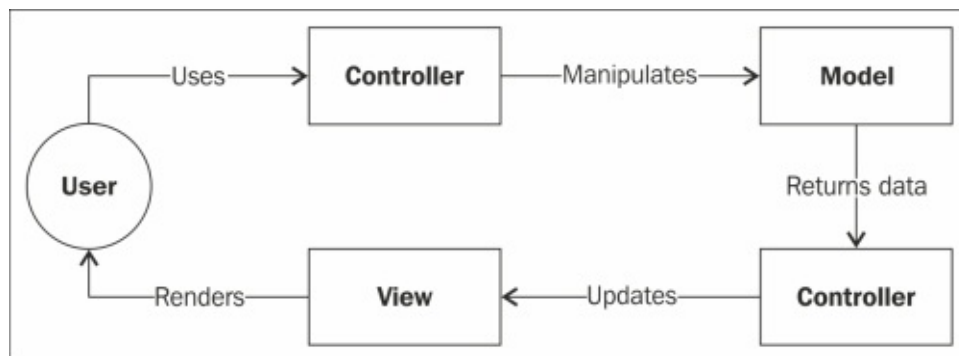 Uses
Controller
Manipulates
Model
User
Returns data
Renders
View
Updates
Controller